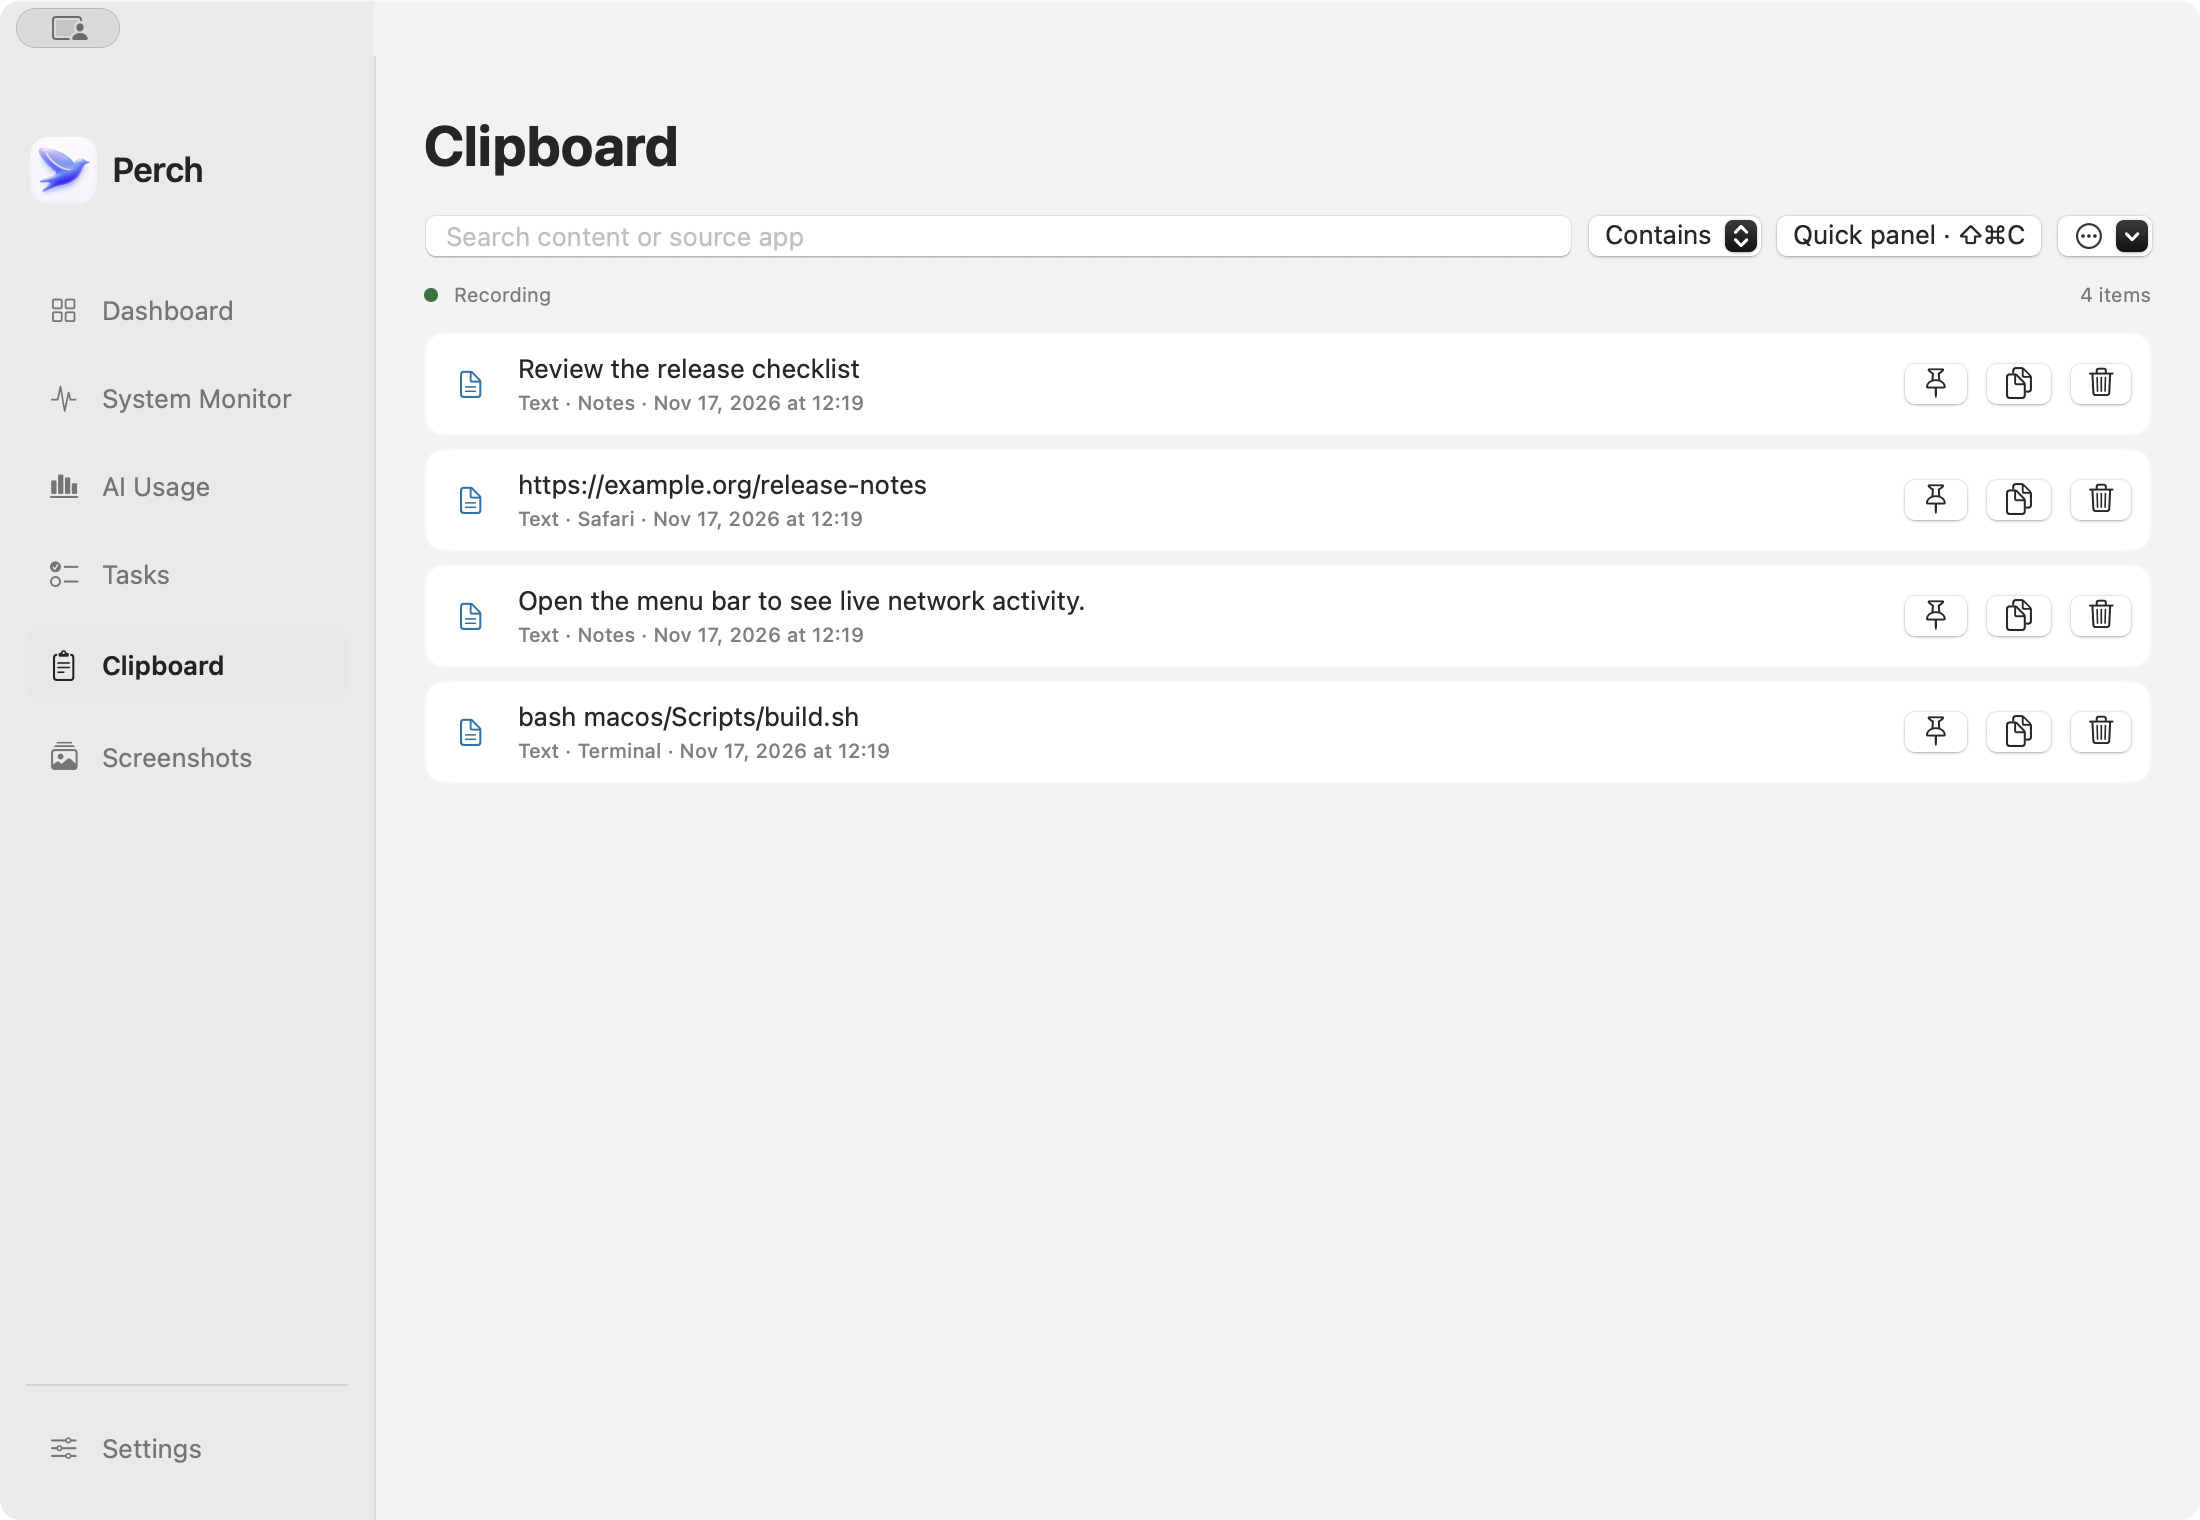 Perch
Dashboard
System Monitor
AI Usage
Tasks
Clipboard
Screenshots
Settings
Clipboard
Search content or source app
Contains
Quick panel · ⇧⌘C
Recording
4 items
Review the release checklist
Text · Notes · Nov 17, 2026 at 12:19
https://example.org/release-notes
Text · Safari · Nov 17, 2026 at 12:19
Open the menu bar to see live network activity.
Text · Notes · Nov 17, 2026 at 12:19
bash macos/Scripts/build.sh
Text · Terminal · Nov 17, 2026 at 12:19